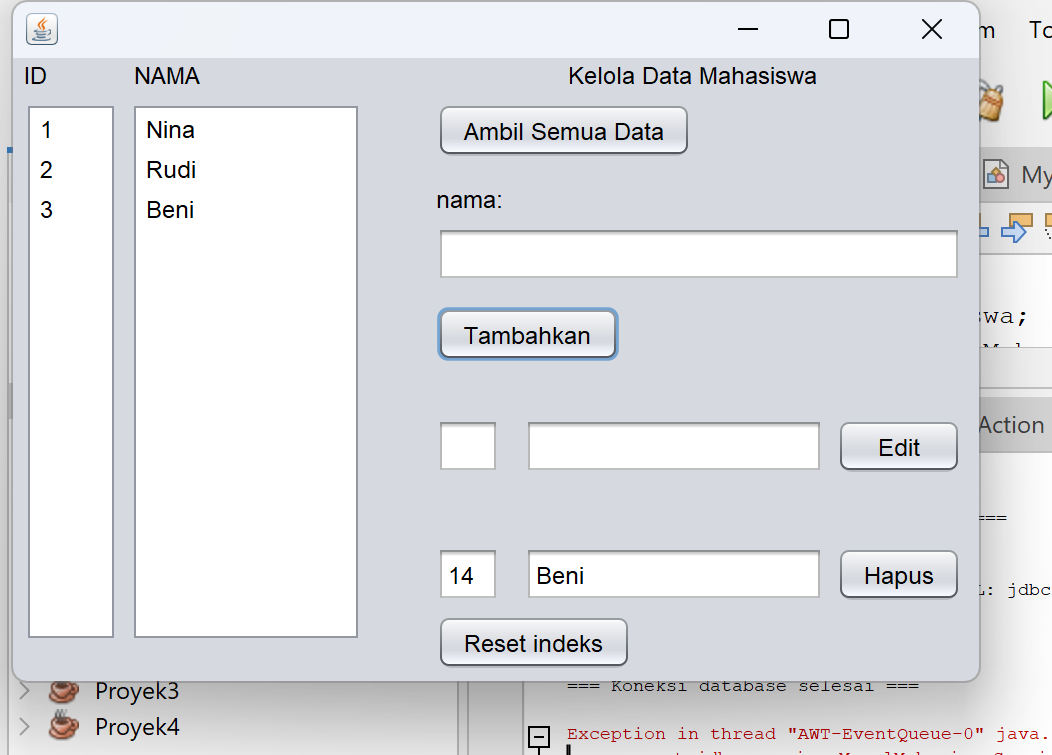 ID
NAMA
Kelola Data Mahasiswa
1
Nina
2
Rudi
3
Beni
Ambil Semua Data
nama:
Tambahkan
Edit
14
Beni
Hapus
Reset indeks
m
My
swa;
Action
===
L: jdbc
=== Koneksi database selesai ===
Proyek3
Proyek4
Exception in thread "AWT-EventQueue-0" java.